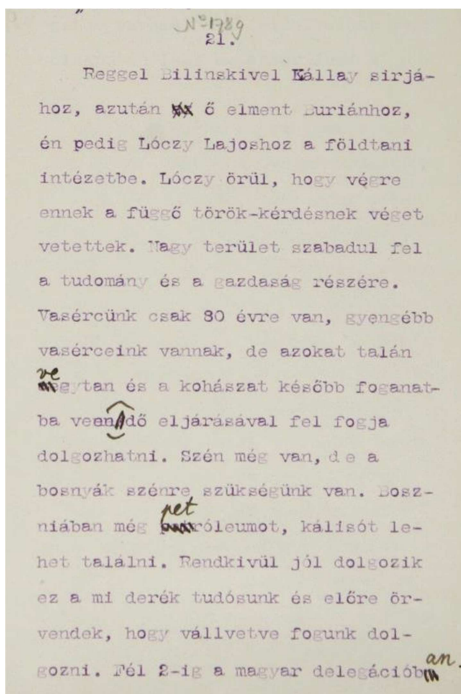 No 1789
21.
Reggel Bilinskivel Kállay sirjá-
hoz, azután ő elment Buriánhoz,
én pedig Lóczy Lajoshoz a földtani
intézetbe. Lóczy örül, hogy végre
ennek a függő török-kérdésnek véget
vetettek. Nagy terület szabadul fel
a tudomány és a gazdaság részére.
Vasércünk csak 30 évre van, gyengébb
vasérceink vannak, de azokat talán
vegytan és a kohászat később foganat-
ba veendő eljárásával fel fogja
dolgozhatni. Szén még van, de a
bosnyák szénre szükségünk van. Bosz-
niában még petróleumot, kálisót le-
het találni. Rendkivül jól dolgozik
ez a mi derék tudósunk és előre ör-
vendek, hogy vállvetve fogunk dol-
gozni. Fél 2-ig a magyar delegációban.